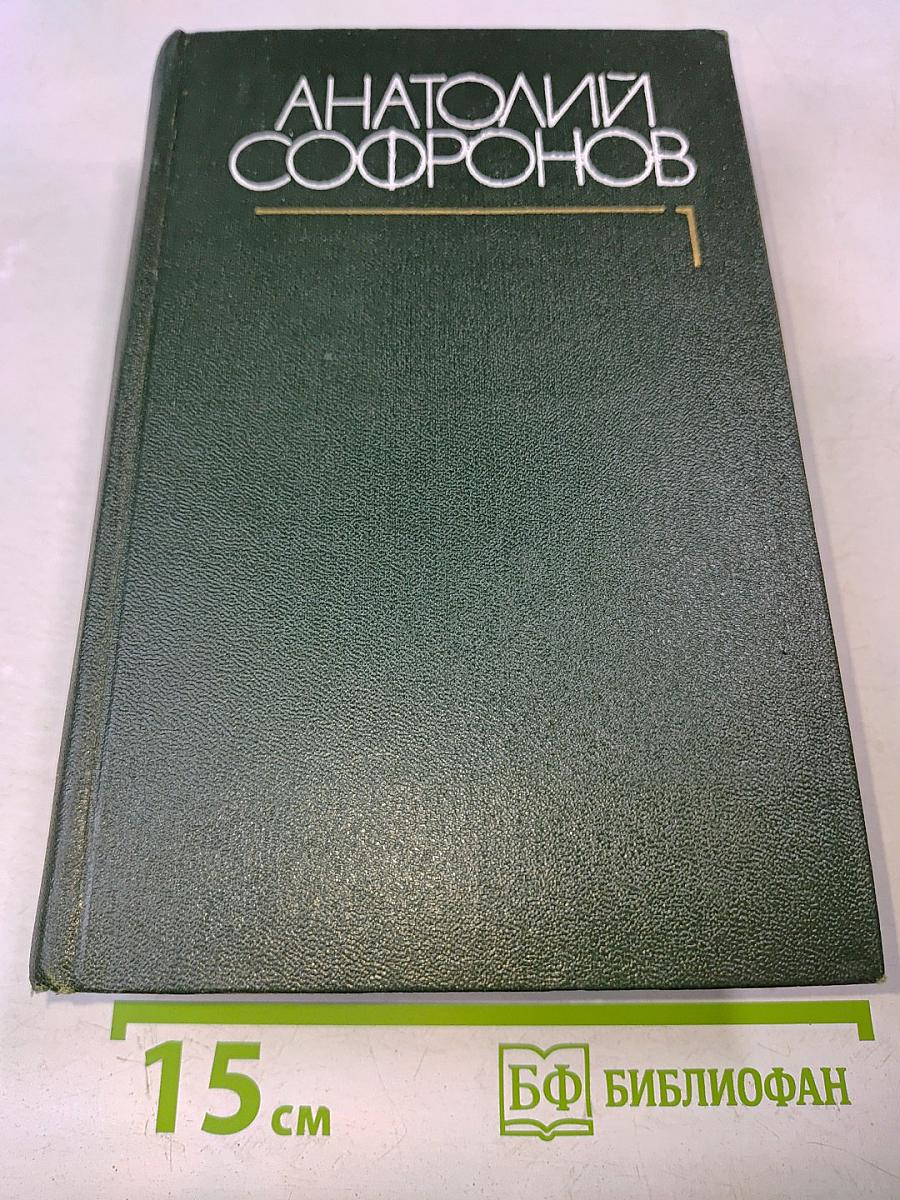 АНАТОЛИЙ
СОФРОНОВ
1
15 см
БФ БИБЛИОФАН